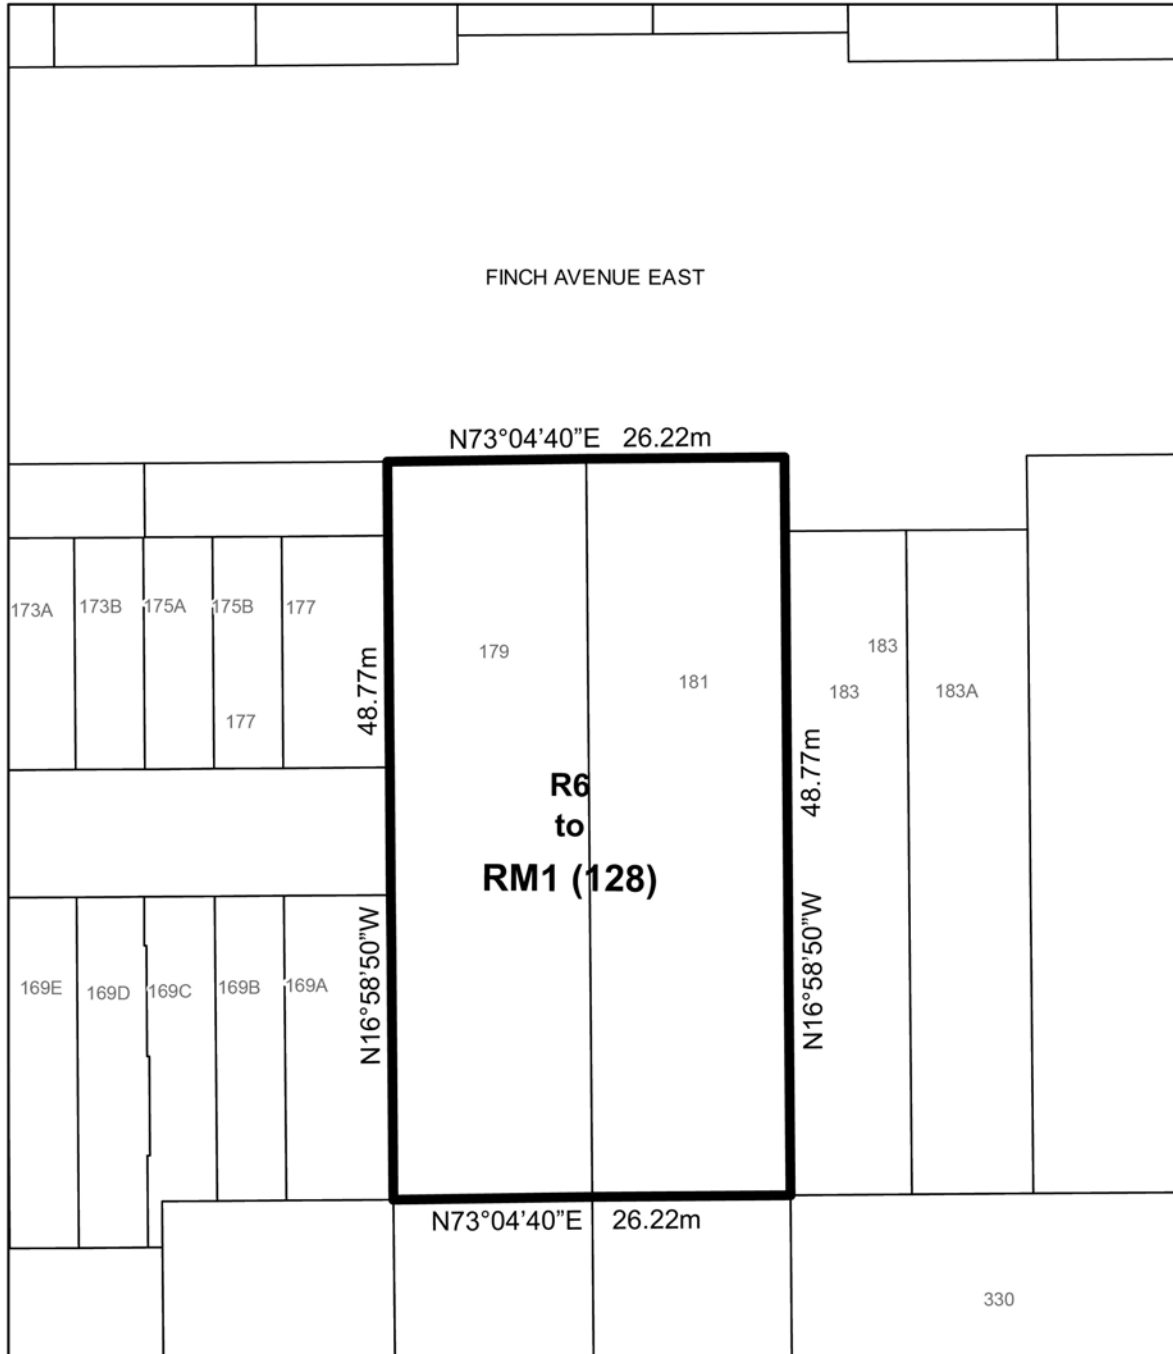 FINCH AVENUE EAST
N73°04’40”E 26.22m
173A
173B
175A
175B
177
177
48.77m
179
181
183
183
183A
48.77m
R6
to
RM1 (128)
N16°58’50”W
N16°58’50”W
169E
169D
169C
169B
169A
N73°04’40”E 26.22m
330